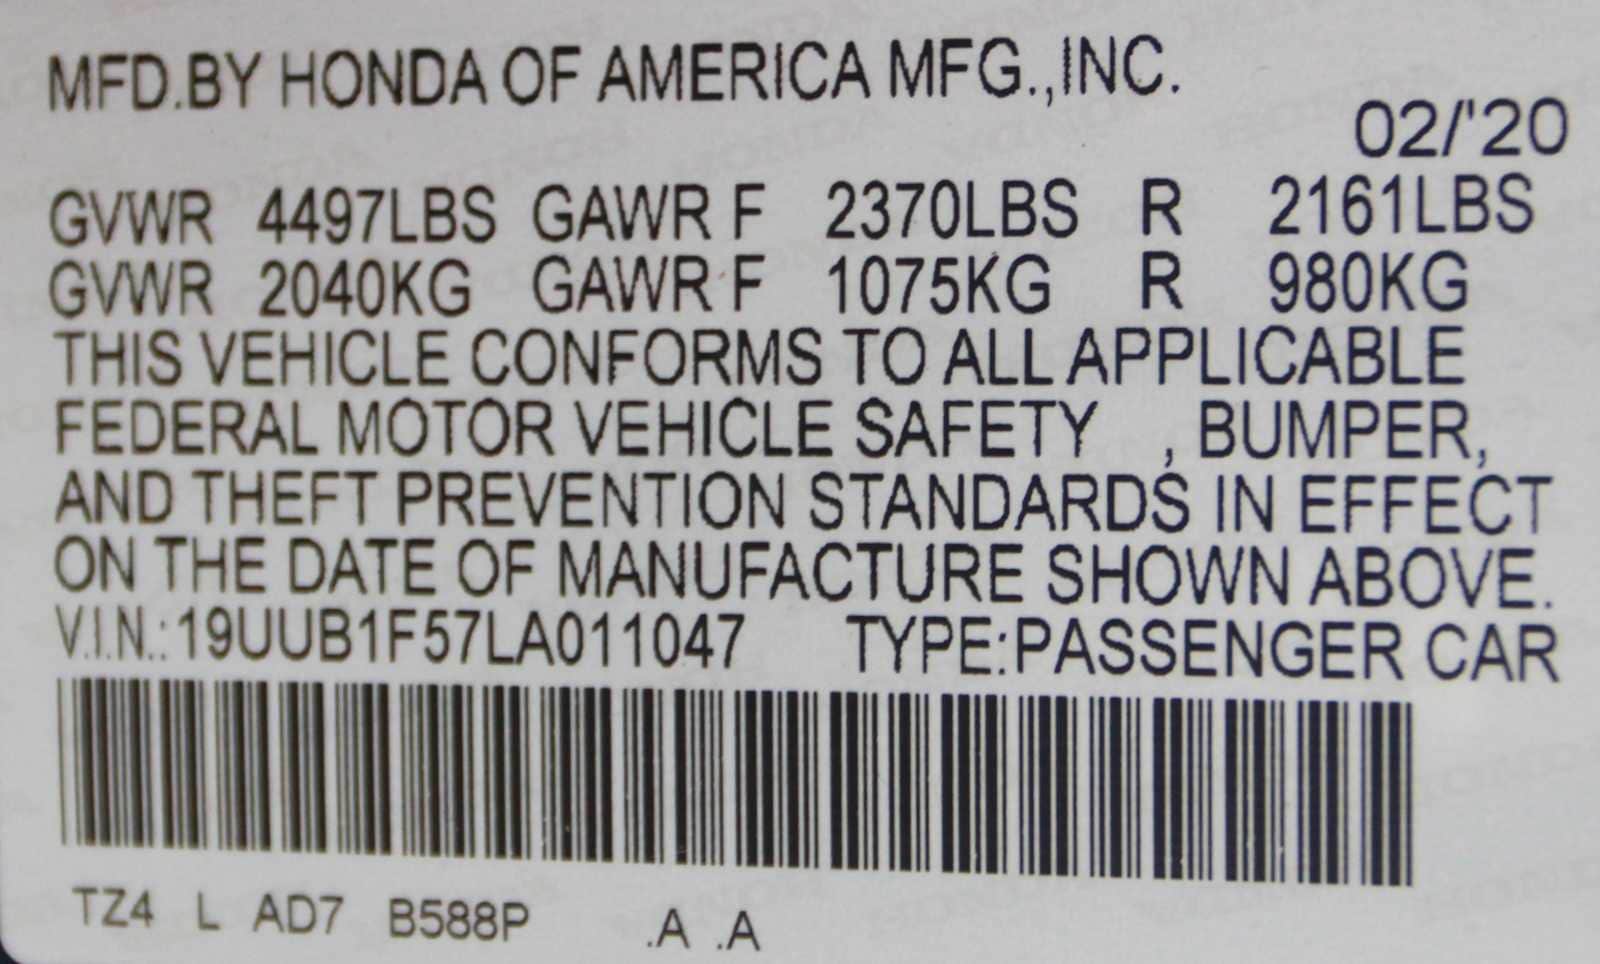 MFD.BY HONDA OF AMERICA MFG.,INC.
02/'20
GVWR 4497LBS GAWR F 2370LBS R 2161LBS
GVWR 2040KG GAWR F 1075KG R 980KG
THIS VEHICLE CONFORMS TO ALL APPLICABLE
FEDERAL MOTOR VEHICLE SAFETY , BUMPER,
AND THEFT PREVENTION STANDARDS IN EFFECT
ON THE DATE OF MANUFACTURE SHOWN ABOVE.
V.I.N.:19UUB1F57LA011047 TYPE:PASSENGER CAR
TZ4 L AD7 B588P .A .A